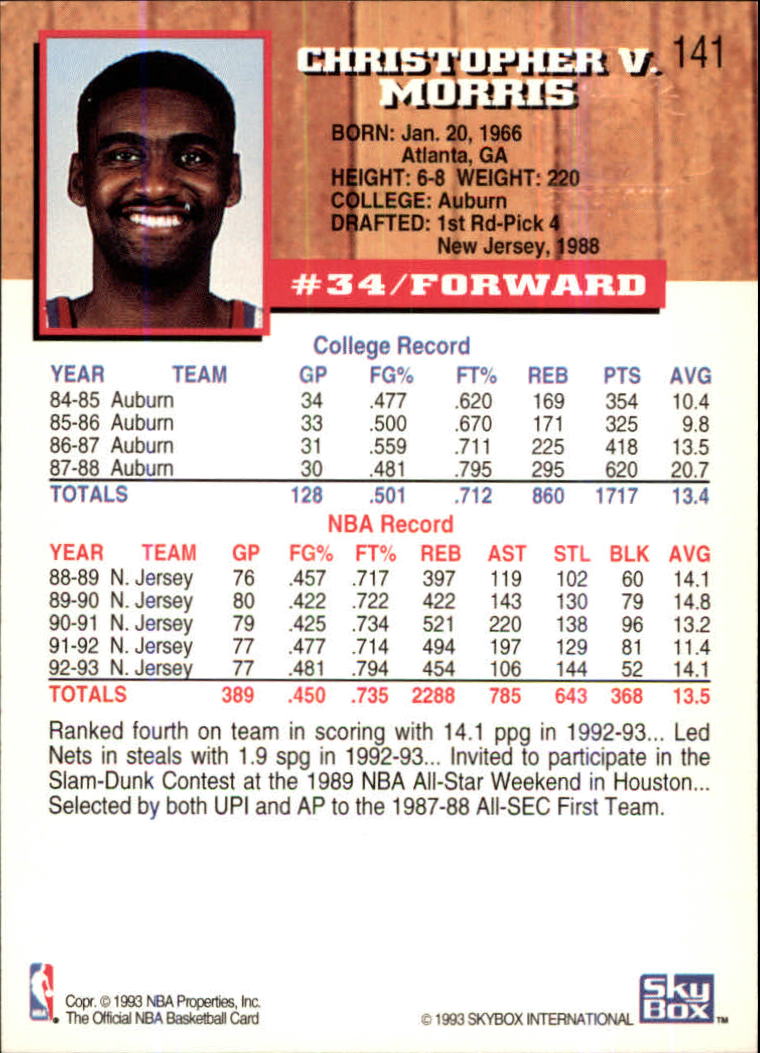 CHRISTOPHER V. 141
MORRIS
BORN: Jan. 20, 1966
Atlanta, GA
HEIGHT: 6-8 WEIGHT: 220
COLLEGE: Auburn
DRAFTED: 1st Rd-Pick 4
New Jersey, 1988
#34/FORWARD
College Record
YEAR TEAM GP FG% FT% REB PTS AVG
84-85 Auburn 34 .477 .620 169 354 10.4
85-86 Auburn 33 .500 .670 171 325 9.8
86-87 Auburn 31 .559 .711 225 418 13.5
87-88 Auburn 30 .481 .795 295 620 20.7
TOTALS 128 .501 .712 860 1717 13.4
NBA Record
YEAR TEAM GP FG% FT% REB AST STL BLK AVG
88-89 N. Jersey 76 .457 .717 397 119 102 60 14.1
89-90 N. Jersey 80 .422 .722 422 143 130 79 14.8
90-91 N. Jersey 79 .425 .734 521 220 138 96 13.2
91-92 N. Jersey 77 .477 .714 494 197 129 81 11.4
92-93 N. Jersey 77 .481 .794 454 106 144 52 14.1
TOTALS 389 .450 .735 2288 785 643 368 13.5
Ranked fourth on team in scoring with 14.1 ppg in 1992-93... Led
Nets in steals with 1.9 spg in 1992-93... Invited to participate in the
Slam-Dunk Contest at the 1989 NBA All-Star Weekend in Houston...
Selected by both UPI and AP to the 1987-88 All-SEC First Team.
NBA
Copr. © 1993 NBA Properties, Inc.
The Official NBA Basketball Card
© 1993 SKYBOX INTERNATIONAL
Sky
Box ™